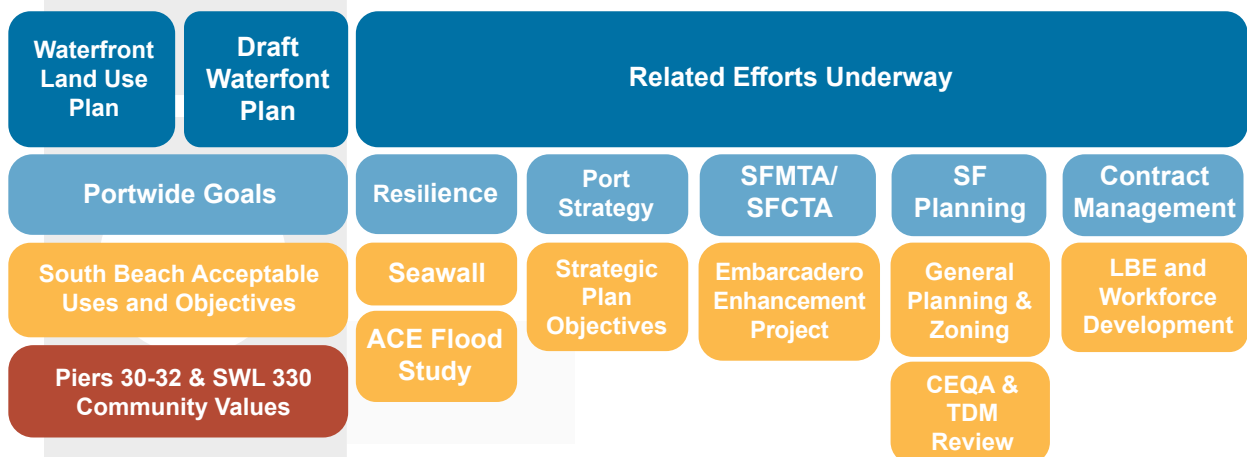 Waterfront
Land Use
Plan
Draft
Waterfont
Plan
Related Efforts Underway
Portwide Goals
Resilience
Port
Strategy
SFMTA/
SFCTA
SF
Planning
Contract
Management
South Beach Acceptable
Uses and Objectives
Seawall
Strategic
Plan
Objectives
Embarcadero
Enhancement
Project
General
Planning &
Zoning
LBE and
Workforce
Development
ACE Flood
Study
Piers 30-32 & SWL 330
Community Values
CEQA &
TDM
Review